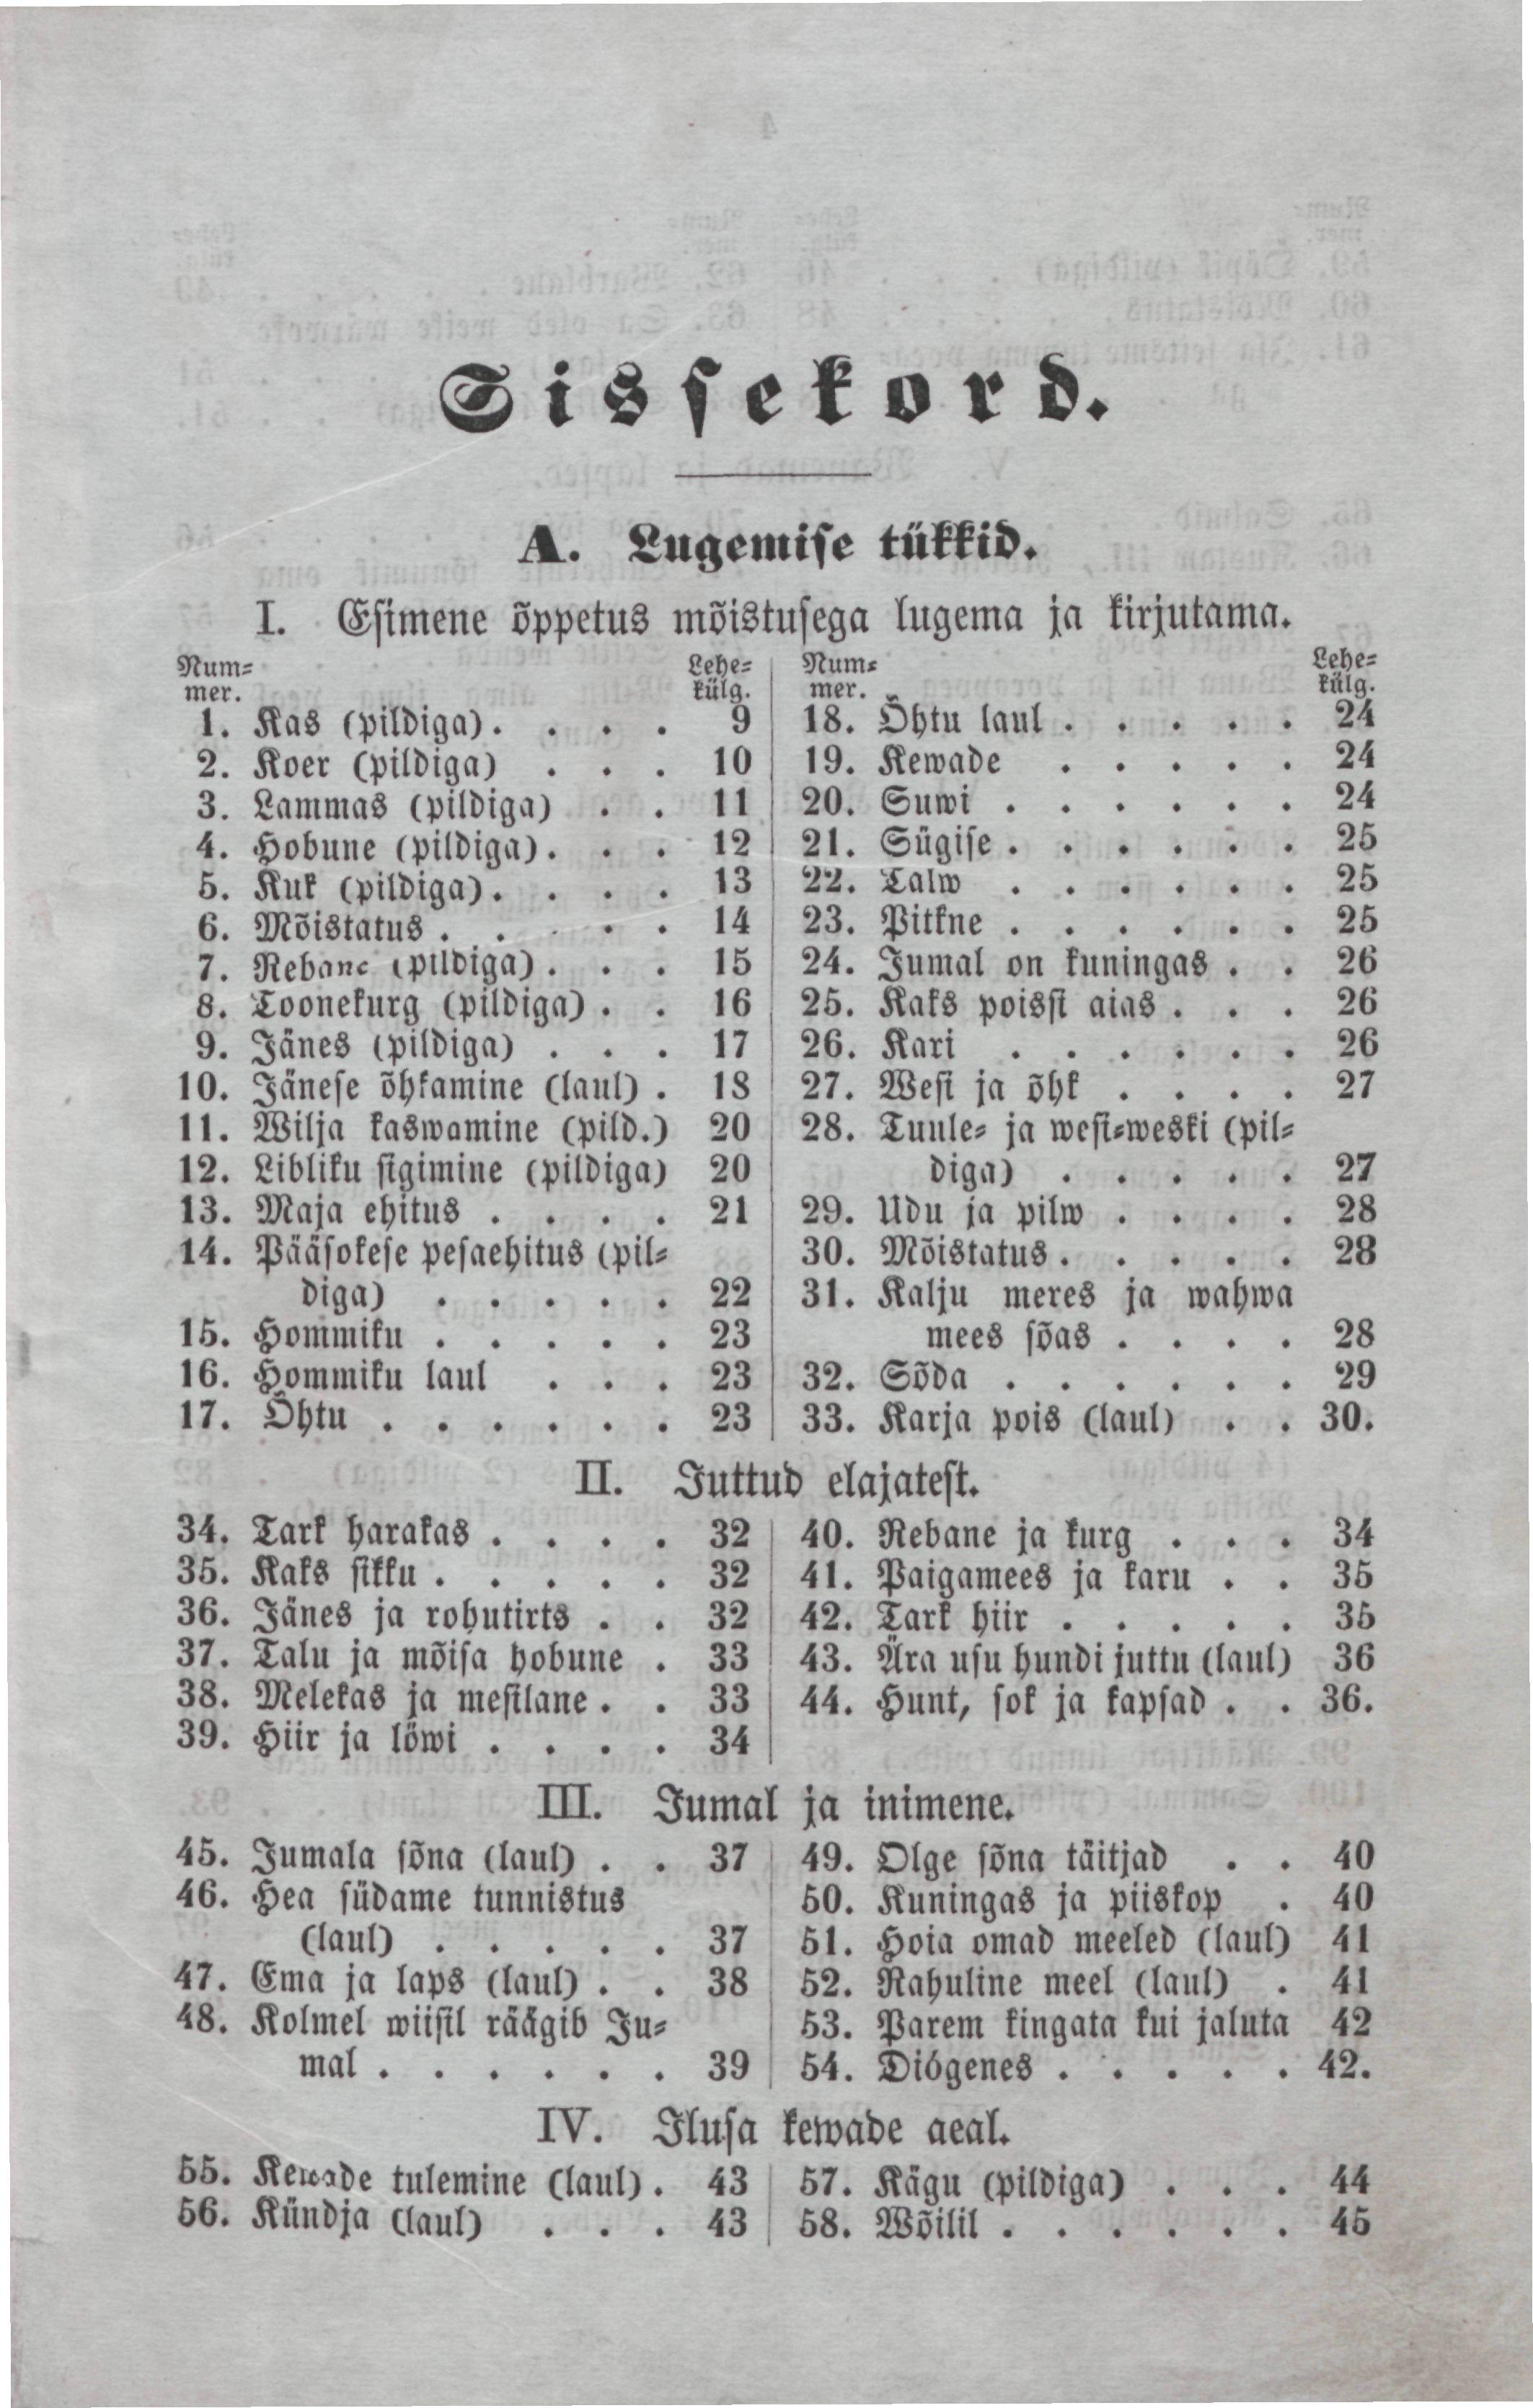 Sissekord.
A. Lugemise tükkid.
I. Esimene õppetus mõistusega lugema ja kirjutama.
Num-
mer.
Lehe-
külg.
1. Kas (pildiga). . . . 9
2. Koer (pildiga) . . . 10
3. Lammas (pildiga) . . 11
4. Hobune (pildiga). . . 12
5. Kuk (pildiga). . . . 13
6. Mõistatus . . . . . 14
7. Rebane (pildiga). . . 15
8. Toonekurg (pildiga) . . 16
9. Jänes (pildiga) . . . 17
10. Jänese õhkamine (laul) . 18
11. Wilja kaswamine (pild.) 20
12. Libliku sigimine (pildiga) 20
13. Maja ehitus . . . . 21
14. Pääsokese pesaehitus (pil-
diga) . . . . . 22
15. Hommiku . . . . . 23
16. Hommiku laul . . . 23
17. Õhtu . . . . . . 23
Num-
mer.
Lehe-
külg.
18. Õhtu laul . . . . . 24
19. Kewade . . . . . 24
20. Suwi . . . . . . 24
21. Sügise . . . . . . 25
22. Talw . . . . . . 25
23. Pitkne . . . . . . 25
24. Jumal on kuningas . . 26
25. Kaks poissi aias . . . 26
26. Kari . . . . . . 26
27. Wesi ja õhk . . . . 27
28. Tuule- ja wesi-weski (pil-
diga) . . . . . 27
29. Udu ja pilw . . . . 28
30. Mõistatus . . . . . 28
31. Kalju meres ja wahwa
mees sõas . . . . 28
32. Sõda . . . . . . 29
33. Karja pois (laul) . . 30.
II. Juttud elajatest.
34. Tark harakas . . . . 32
35. Kaks sikku . . . . . 32
36. Jänes ja rohutirts . . 32
37. Talu ja mõisa hobune . 33
38. Melekas ja mesilane . . 33
39. Hiir ja lõwi . . . . 34
40. Rebane ja kurg . . . 34
41. Paigamees ja karu . . 35
42. Tark hiir . . . . . 35
43. Ära usu hundi juttu (laul) 36
44. Hunt, sok ja kapsad . . 36.
III. Jumal ja inimene.
45. Jumala sõna (laul) . . 37
46. Hea südame tunnistus
(laul) . . . . . 37
47. Ema ja laps (laul) . . 38
48. Kolmel wiisil räägib Ju-
mal . . . . . . 39
49. Olge sõna täitjad . . 40
50. Kuningas ja piiskop . 40
51. Hoia omad meeled (laul) 41
52. Rahuline meel (laul) . 41
53. Parem kingata kui jaluta 42
54. Diógenes . . . . . 42.
IV. Ilusa kewade aeal.
55. Kewade tulemine (laul) . 43
56. Kündja (laul) . . . 43
57. Kägu (pildiga) . . . 44
58. Wõilil . . . . . . 45